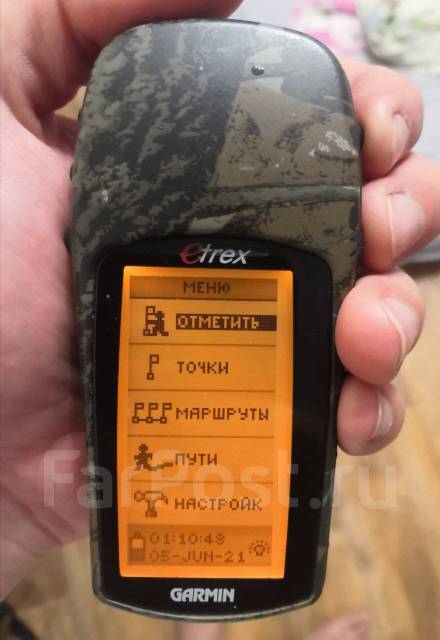 etrex
МЕНЮ
ОТМЕТИТЬ
ТОЧКИ
МАРШРУТЫ
ПУТИ
НАСТРОЙК
01:10:48
05-JUN-21
GARMIN
FarPost.ru